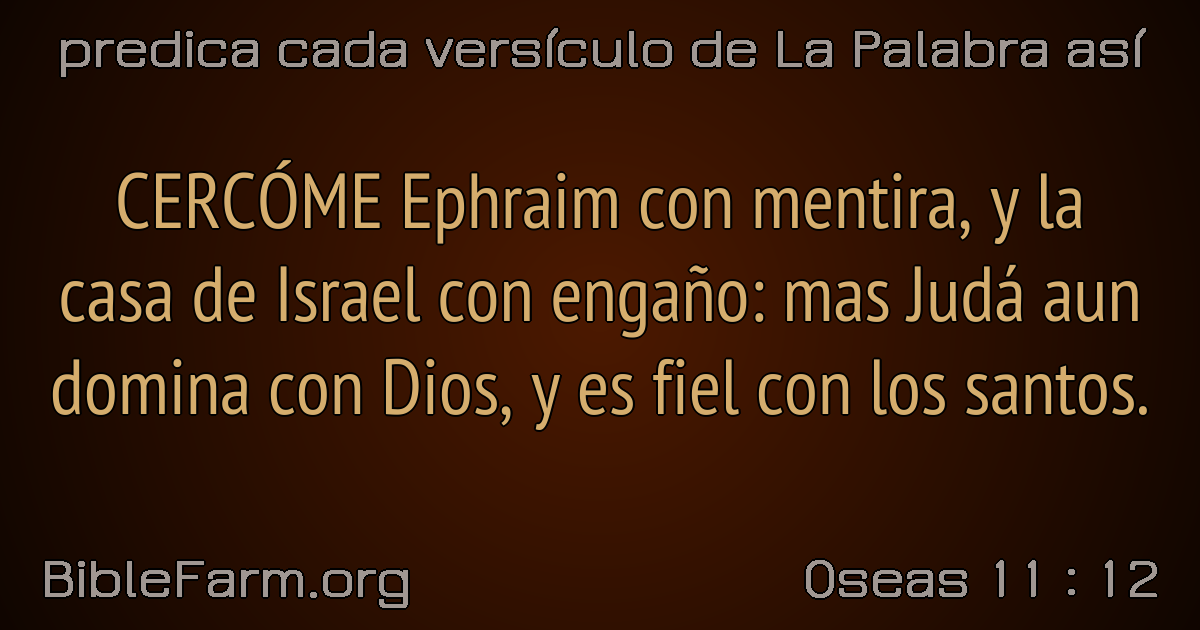 predica cada versículo de La Palabra así
CERCÓME Ephraim con mentira, y la
casa de Israel con engaño: mas Judá aun
domina con Dios, y es fiel con los santos.
BibleFarm.org
Oseas 11 : 12